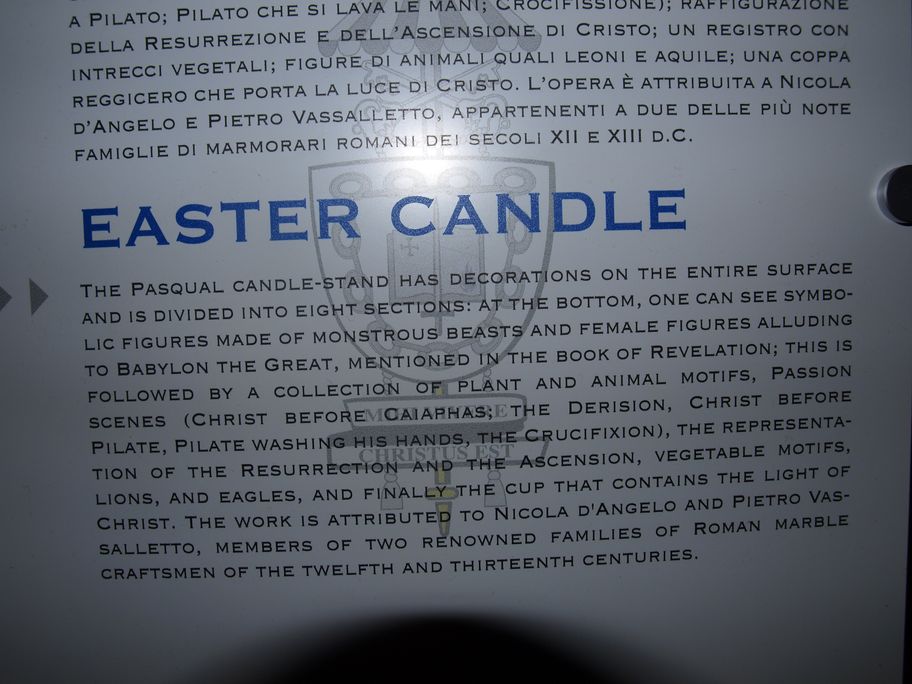 A PILATO; PILATO CHE SI LAVA LE MANI; CROCIFISSIONE); RAFFIGURAZIONE
DELLA RESURREZIONE E DELL'ASCENSIONE DI CRISTO; UN REGISTRO CON
INTRECCI VEGETALI; FIGURE DI ANIMALI QUALI LEONI E AQUILE; UNA COPPA
REGGICERO CHE PORTA LA LUCE DI CRISTO. L'OPERA È ATTRIBUITA A NICOLA
D'ANGELO E PIETRO VASSALLETTO, APPARTENENTI A DUE DELLE PIÙ NOTE
FAMIGLIE DI MARMORARI ROMANI DEI SECOLI XII E XIII D.C.
EASTER CANDLE
THE PASQUAL CANDLE-STAND HAS DECORATIONS ON THE ENTIRE SURFACE
AND IS DIVIDED INTO EIGHT SECTIONS: AT THE BOTTOM, ONE CAN SEE SYMBO-
LIC FIGURES MADE OF MONSTROUS BEASTS AND FEMALE FIGURES ALLUDING
TO BABYLON THE GREAT, MENTIONED IN THE BOOK OF REVELATION; THIS IS
FOLLOWED BY A COLLECTION OF PLANT AND ANIMAL MOTIFS, PASSION
SCENES (CHRIST BEFORE CAIAPHAS; THE DERISION, CHRIST BEFORE
PILATE, PILATE WASHING HIS HANDS, THE CRUCIFIXION), THE REPRESENTA-
TION OF THE RESURRECTION AND THE ASCENSION, VEGETABLE MOTIFS,
LIONS, AND EAGLES, AND FINALLY THE CUP THAT CONTAINS THE LIGHT OF
CHRIST. THE WORK IS ATTRIBUTED TO NICOLA D'ANGELO AND PIETRO VAS-
SALLETTO, MEMBERS OF TWO RENOWNED FAMILIES OF ROMAN MARBLE
CRAFTSMEN OF THE TWELFTH AND THIRTEENTH CENTURIES.
CHRISTUS EST